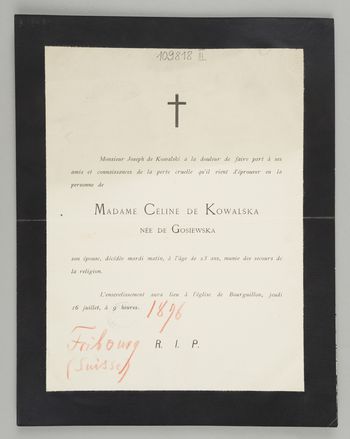 109818 II.
Monsieur Joseph de Kowalski a la douleur de faire part à ses
amis et connaissances de la perte cruelle qu'il vient d'éprouver en la
personne de
MADAME CÉLINE DE KOWALSKA
NÉE DE GOSIEWSKA
son épouse, décédée mardi matin, à l'âge de 23 ans, munie des secours de
la religion.
L'ensevelissement aura lieu à l'église de Bourguillon, jeudi
16 juillet, à 9 heures. 1896
Fribourg R. I. P.
(Suisse)